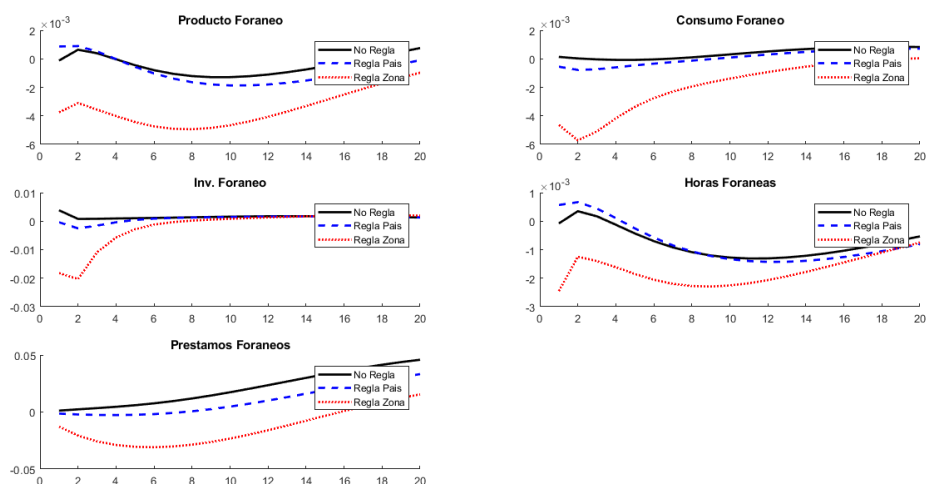 Producto Foraneo
×10⁻³
2
0
-2
-4
-6
0 2 4 6 8 10 12 14 16 18 20
No Regla
Regla Pais
Regla Zona
Consumo Foraneo
×10⁻³
2
0
-2
-4
-6
0 2 4 6 8 10 12 14 16 18 20
No Regla
Regla Pais
Regla Zona
Inv. Foraneo
0.01
0
-0.01
-0.02
-0.03
0 2 4 6 8 10 12 14 16 18 20
No Regla
Regla Pais
Regla Zona
Horas Foraneas
×10⁻³
1
0
-1
-2
-3
0 2 4 6 8 10 12 14 16 18 20
No Regla
Regla Pais
Regla Zona
Prestamos Foraneos
0.05
0
-0.05
0 2 4 6 8 10 12 14 16 18 20
No Regla
Regla Pais
Regla Zona